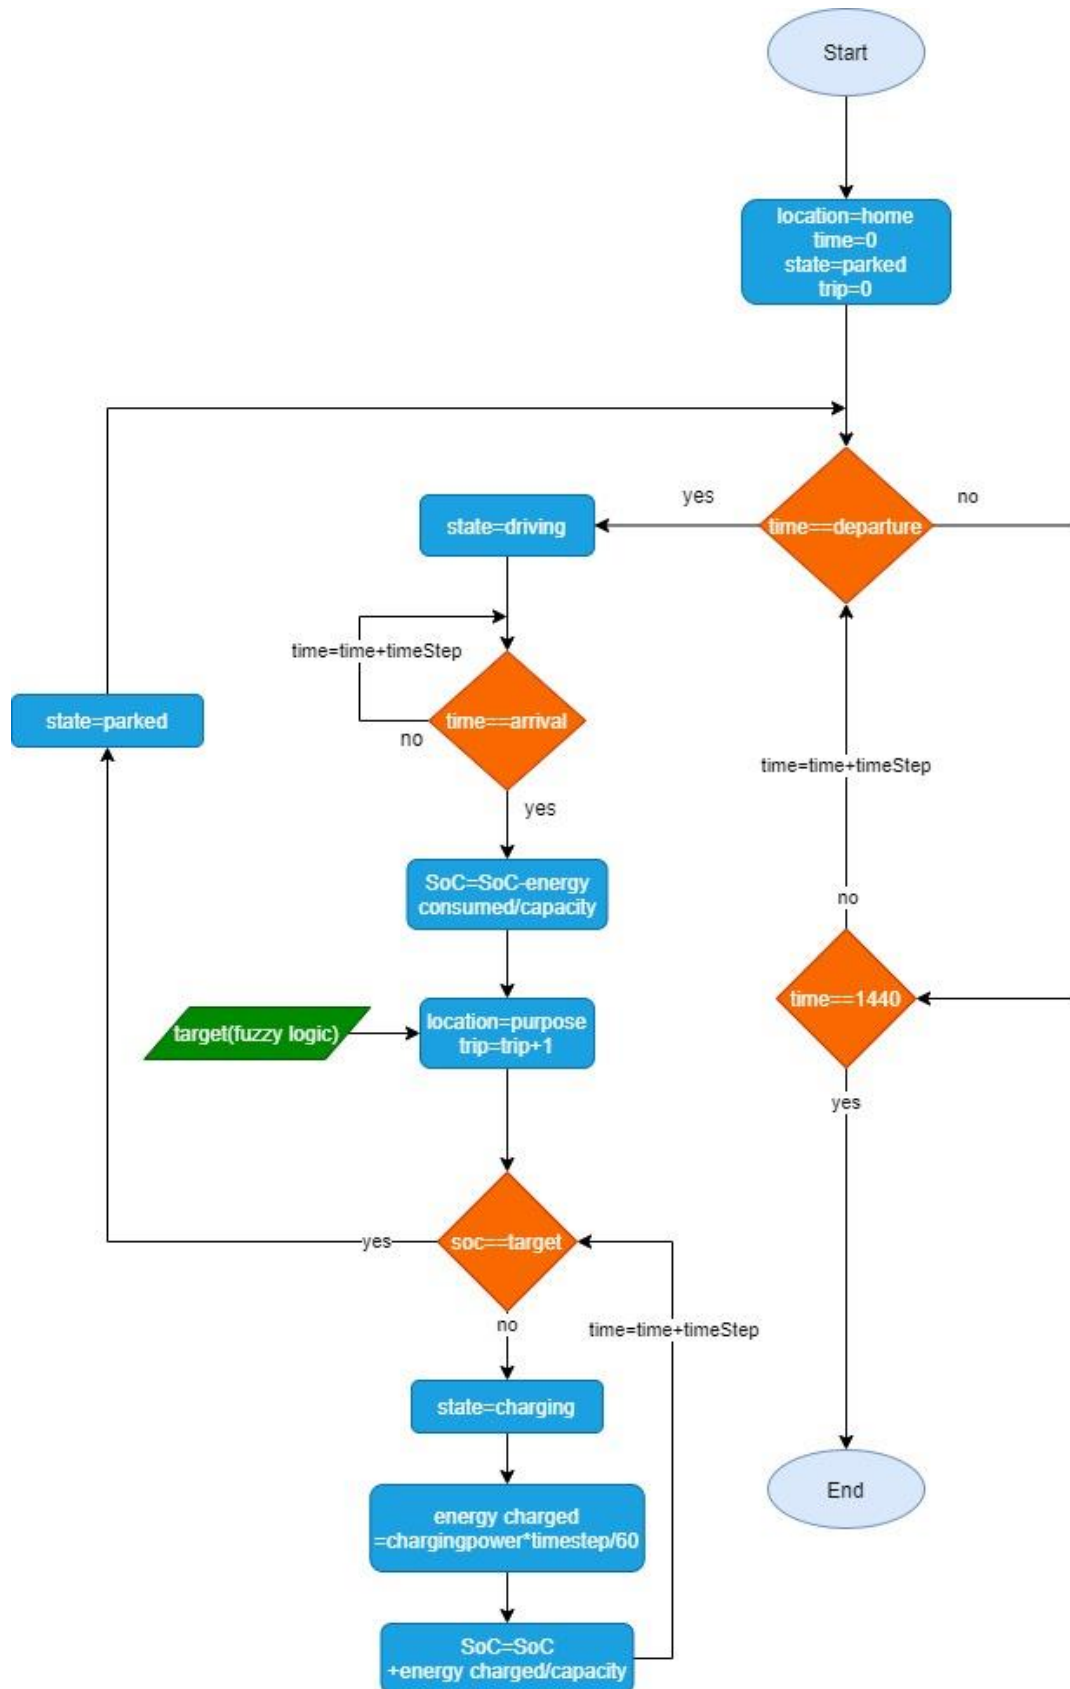 Start
location=home
time=0
state=parked
trip=0
time==departure
yes
no
state=driving
time=time+timeStep
time==arrival
no
yes
state=parked
time=time+timeStep
SoC=SoC-energy
consumed/capacity
no
time==1440
yes
target(fuzzy logic)
location=purpose
trip=trip+1
soc==target
yes
no
time=time+timeStep
state=charging
energy charged
=chargingpower*timestep/60
SoC=SoC
+energy charged/capacity
End